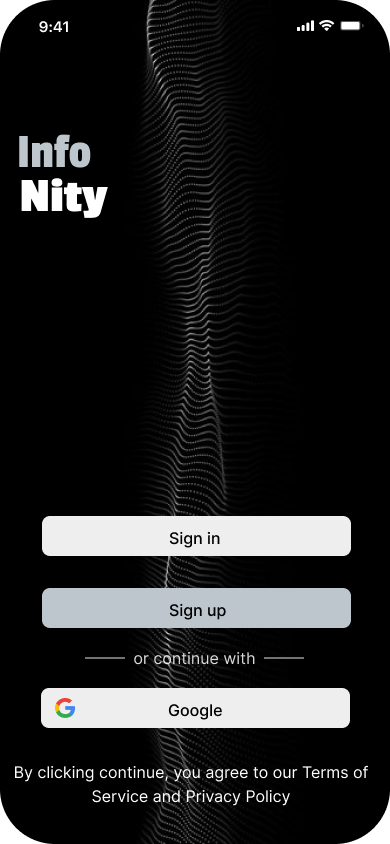 9:41
Info
Nity
Sign in
Sign up
or continue with
Google
By clicking continue, you agree to our Terms of
Service and Privacy Policy